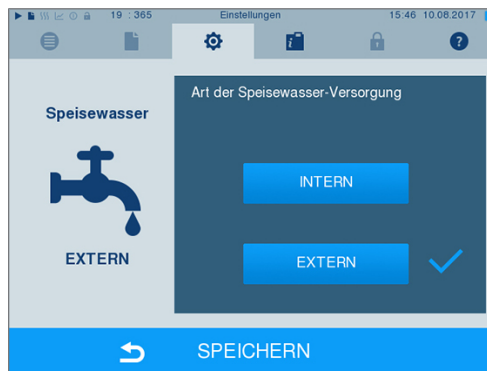 19 : 365 Einstellungen 15:46 10.08.2017
Art der Speisewasser-Versorgung
Speisewasser
INTERN
EXTERN
EXTERN
SPEICHERN